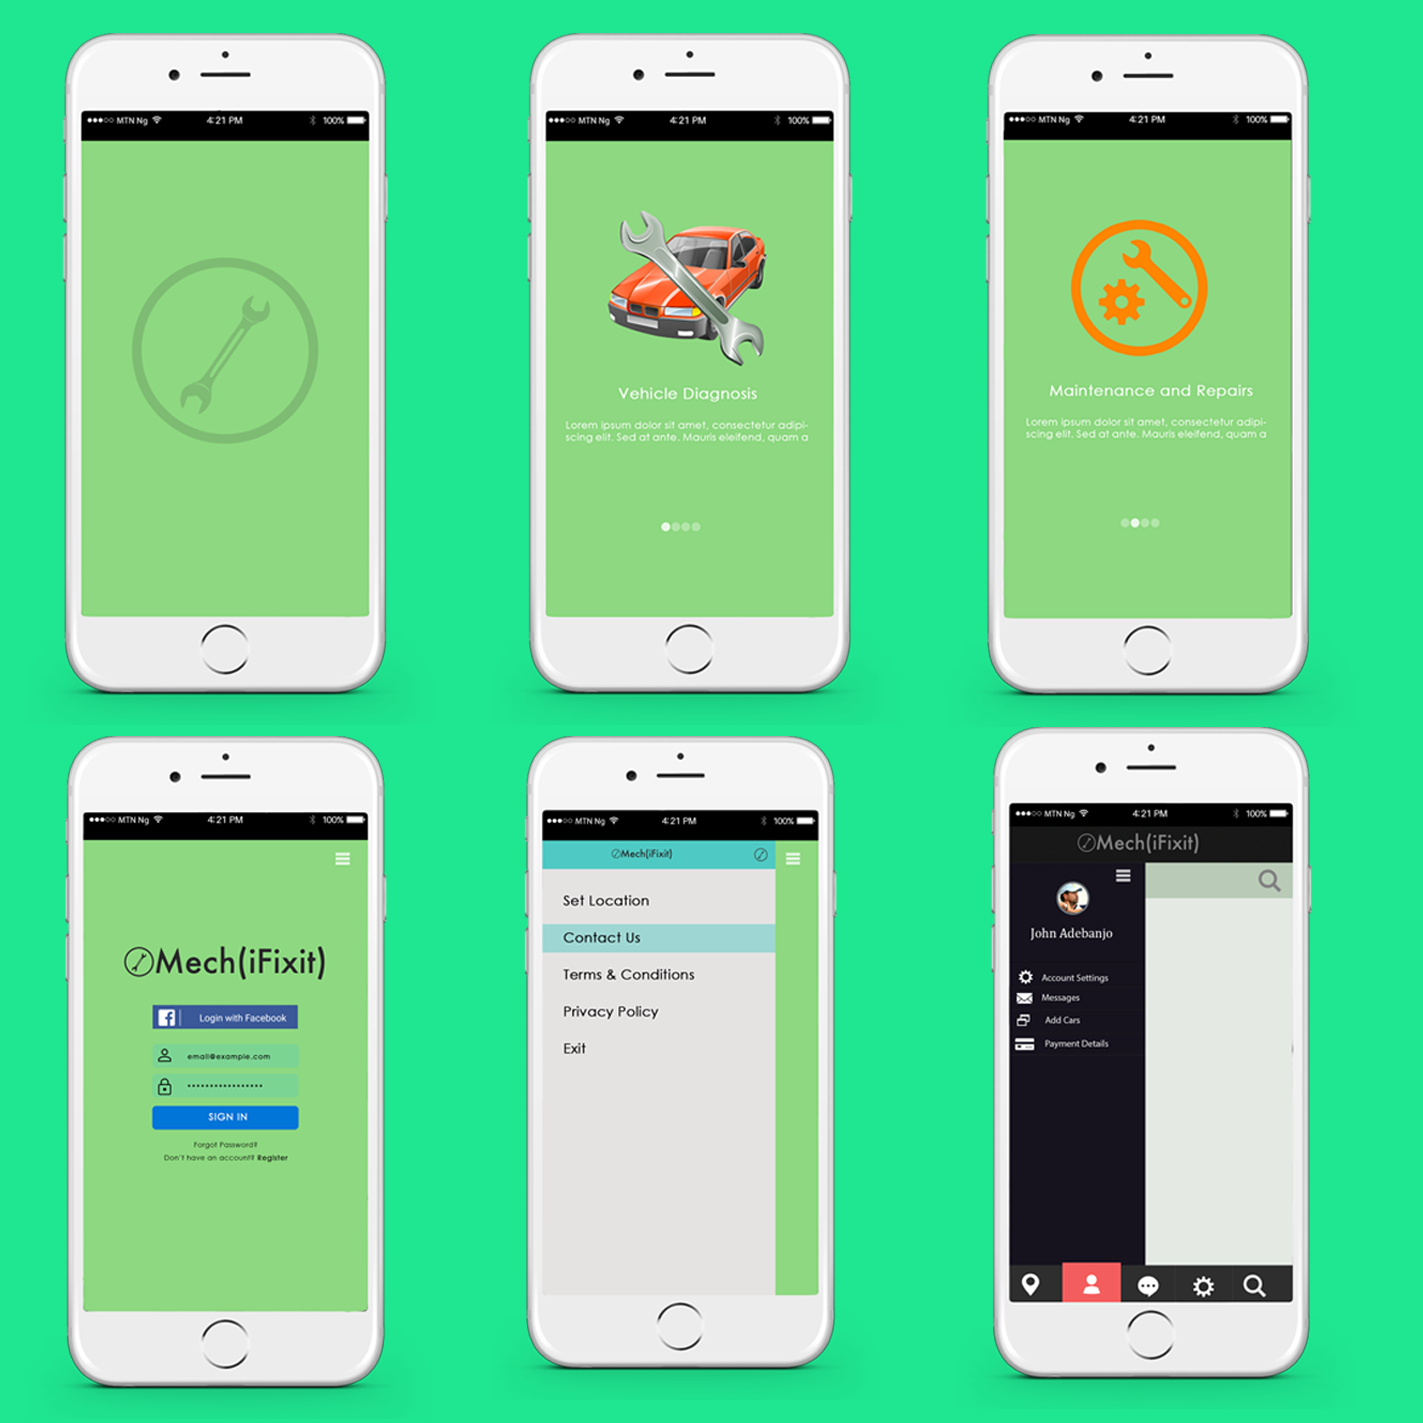 MTN Ng 4:21 PM 100%
MTN Ng 4:21 PM 100%
Vehicle Diagnosis
Lorem ipsum dolor sit amet, consectetur adipi-
scing elit. Sed at ante. Mauris eleifend, quam a
MTN Ng 4:21 PM 100%
Maintenance and Repairs
Lorem ipsum dolor sit amet, consectetur adipi-
scing elit. Sed at ante. Mauris eleifend, quam a
MTN Ng 4:21 PM 100%
Mech(iFixit)
Login with Facebook
email@example.com
SIGN IN
Forgot Password?
Don't have an account? Register
MTN Ng 4:21 PM 100%
Mech(iFixit)
Set Location
Contact Us
Terms & Conditions
Privacy Policy
Exit
MTN Ng 4:21 PM 100%
Mech(iFixit)
John Adebanjo
Account Settings
Messages
Add Cars
Payment Details